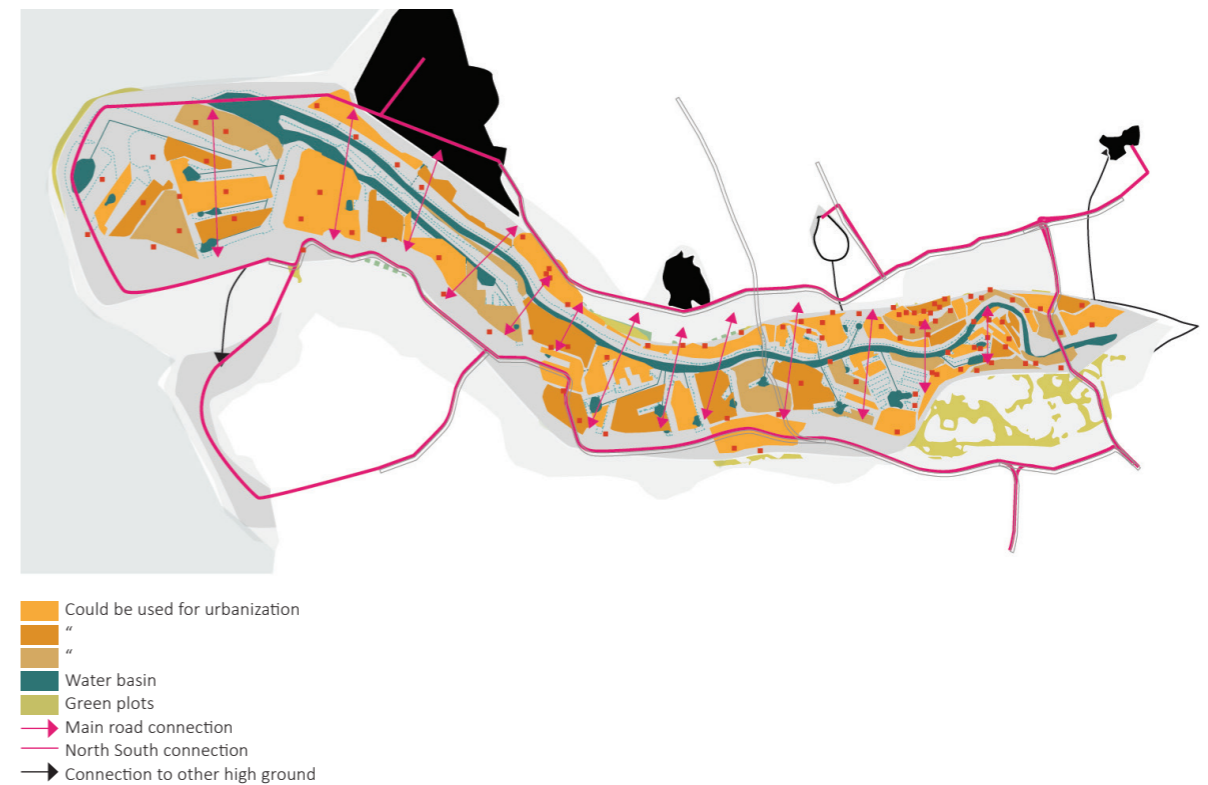 Could be used for urbanization
“
“
Water basin
Green plots
Main road connection
North South connection
Connection to other high ground